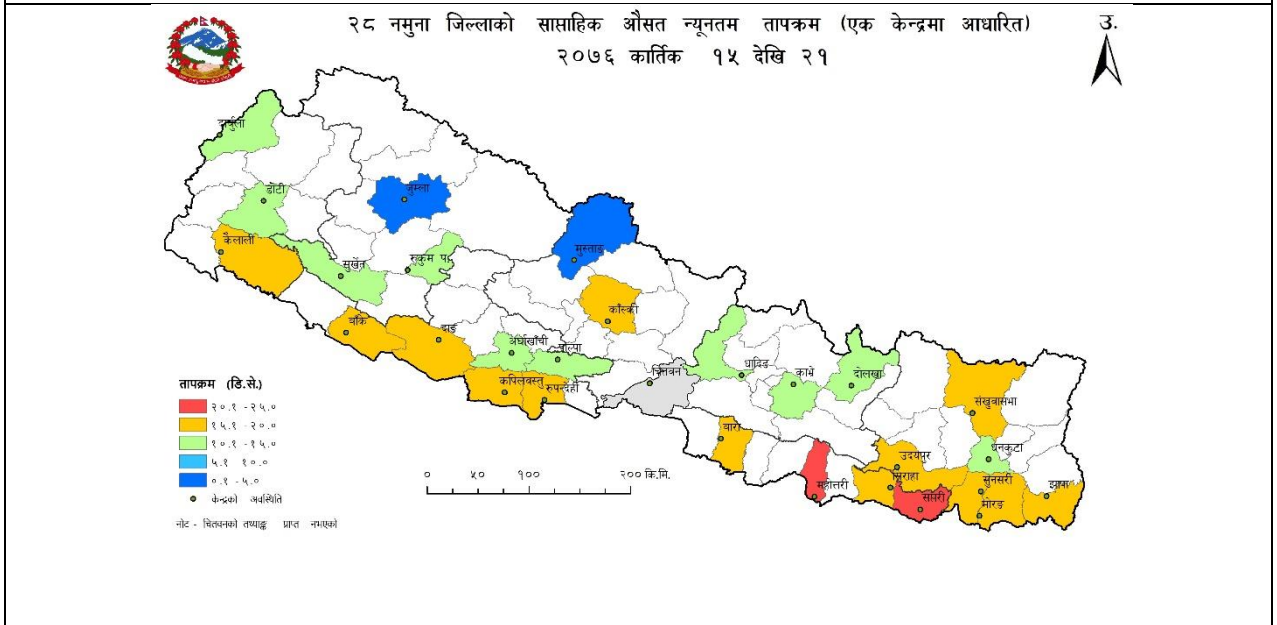 २८ नमुना जिल्लाको साप्ताहिक औसत न्यूनतम तापक्रम (एक केन्द्रमा आधारित)
२०७६ कार्तिक १५ देखि २१
उ.
दार्चुला
डोटी
जुम्ला
कैलाली
सुर्खेत
रुकुम प.
मुस्ताङ
बाँके
दाङ
काँस्की
अर्घाखाँची
पाल्पा
कपिलवस्तु
रुपन्देही
चितवन
धादिङ
काभ्रे
दोलखा
संखुवासभा
धनकुटा
बारा
महोत्तरी
उदयपुर
सिराहा
सप्तरी
सुनसरी
मोरङ
झापा
तापक्रम (डि.से.)
२०.१ -२५.०
१५.१ -२०.०
१०.१ -१५.०
५.१ १०.०
०.१ -५.०
केन्द्रको अवस्थिति
नोट - चितवनको तथ्याङ्क प्राप्त नभएको
० ५० १०० २०० कि.मि.